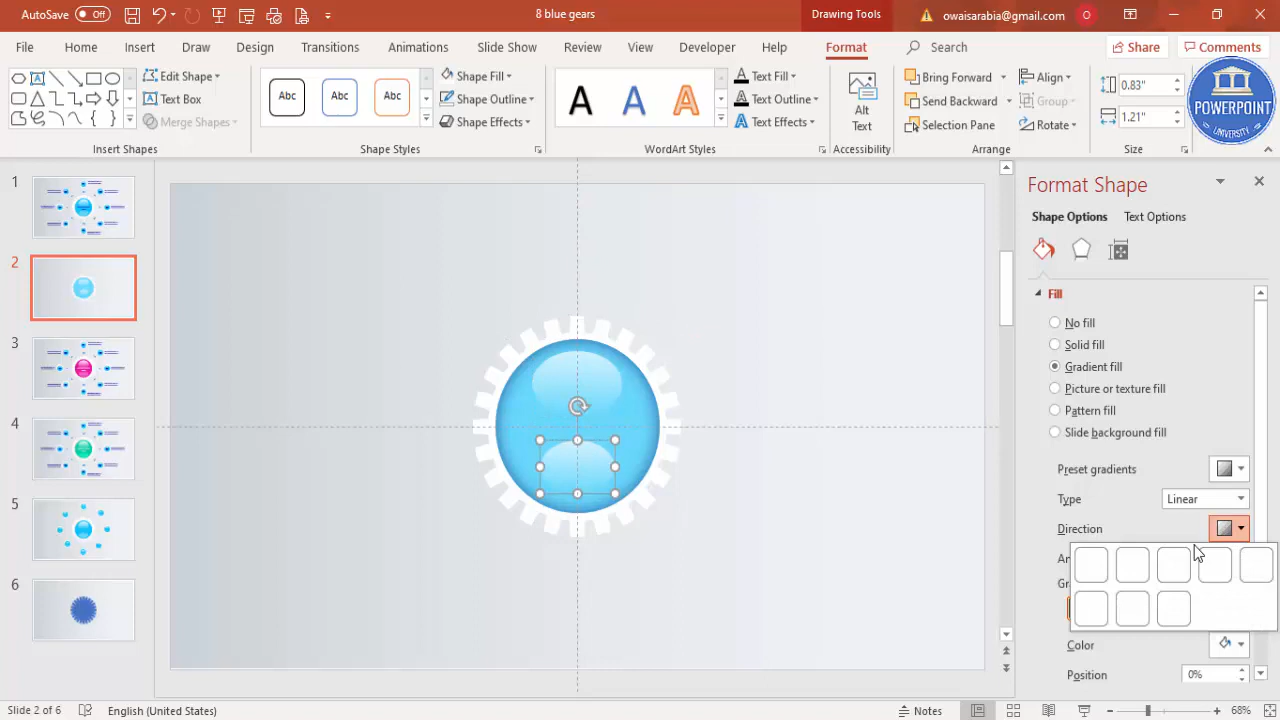 AutoSave Off
8 blue gears
Drawing Tools
owaisarabia@gmail.com
O
File Home Insert Draw Design Transitions Animations Slide Show Review View Developer Help Format Search Share Comments
Edit Shape
Text Box
Merge Shapes
Insert Shapes
Abc Abc Abc
Shape Fill
Shape Outline
Shape Effects
Shape Styles
A A A
Text Fill
Text Outline
Text Effects
WordArt Styles
Alt
Text
Accessibility
Bring Forward
Send Backward
Selection Pane
Align
Group
Rotate
Arrange
0.83"
1.21"
Size
POWERPOINT
UNIVERSITY
1
2
3
4
5
6
Format Shape
Shape Options Text Options
Fill
No fill
Solid fill
Gradient fill
Picture or texture fill
Pattern fill
Slide background fill
Preset gradients
Type Linear
Direction
An
Gr
Color
Position 0%
Slide 2 of 6 English (United States) Notes 68%